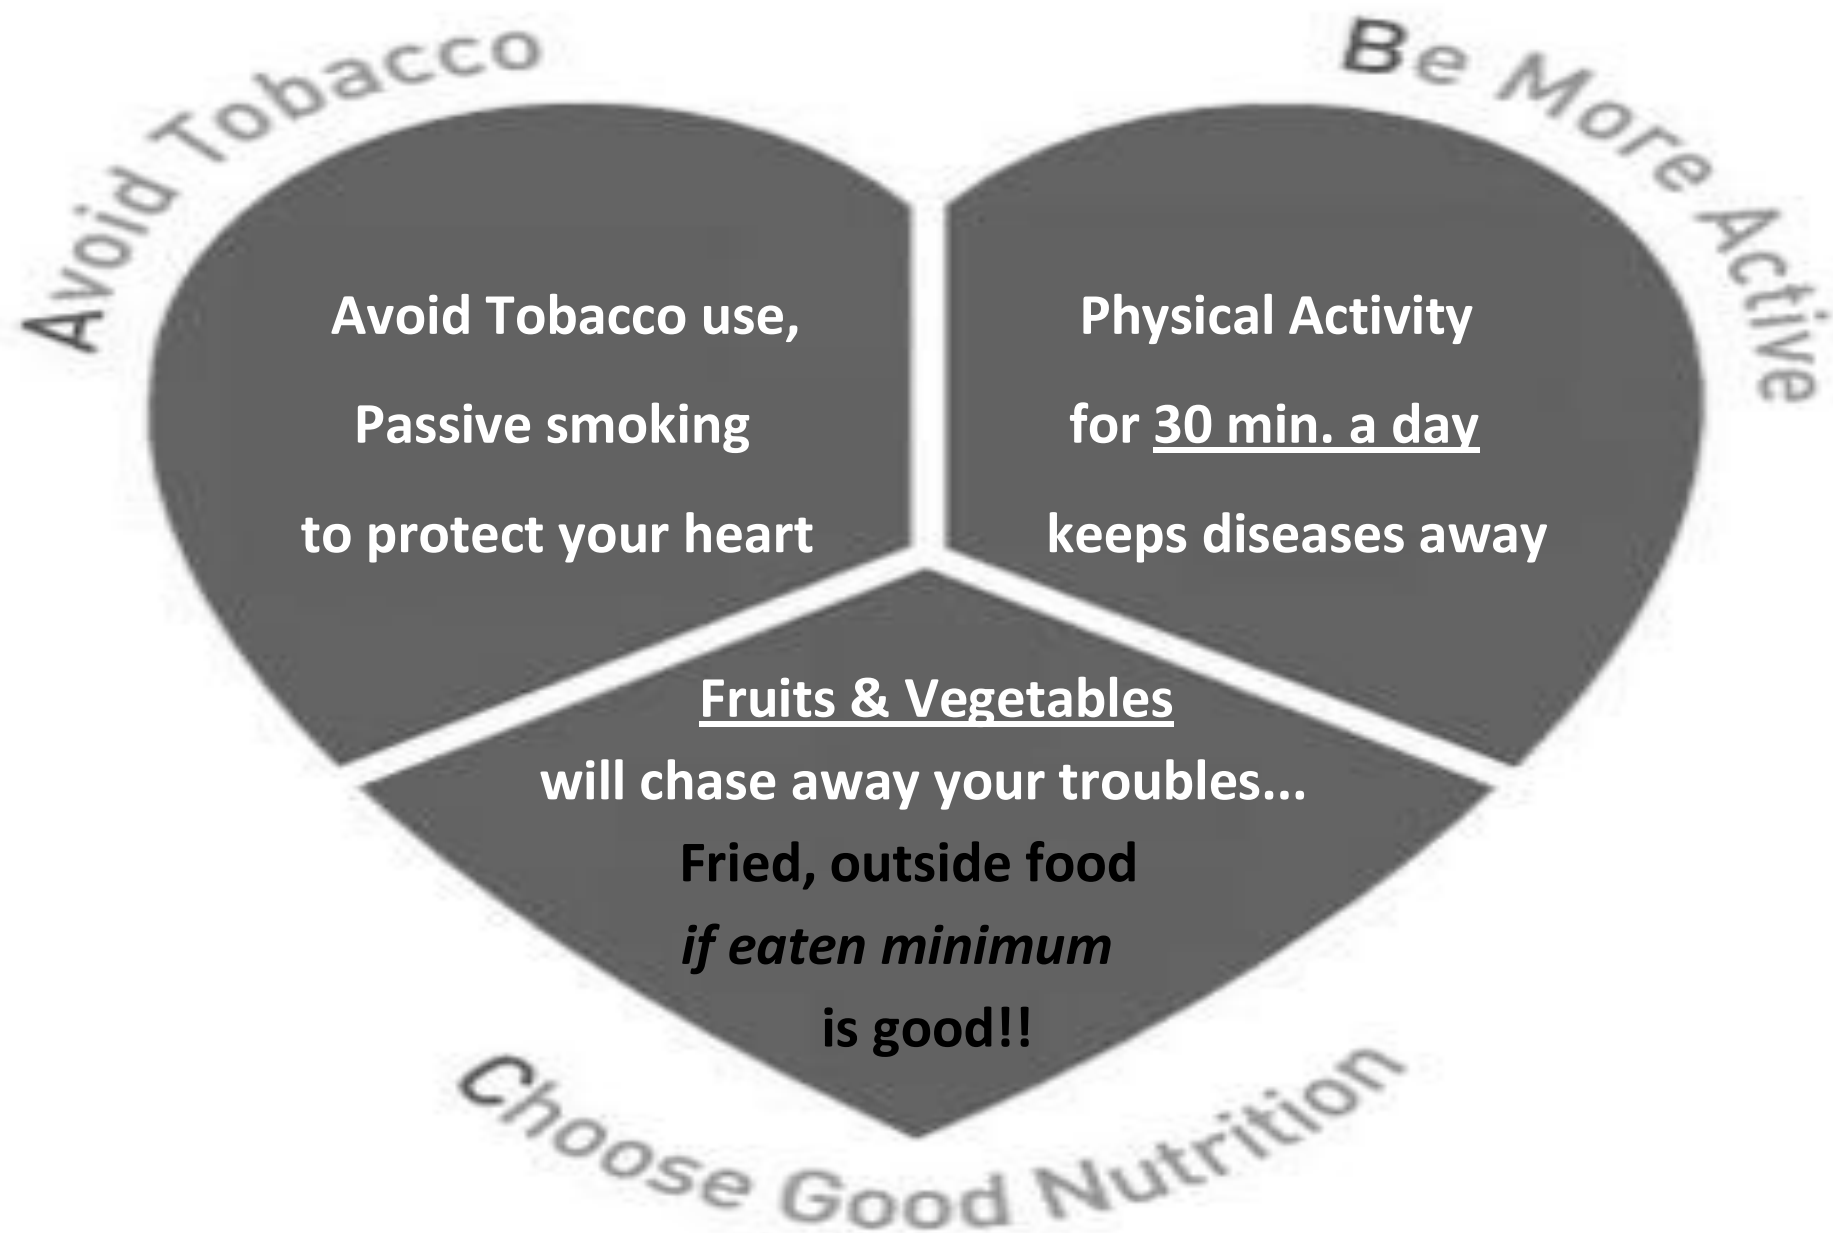 Avoid Tobacco
Be More Active
Avoid Tobacco use,
Passive smoking
to protect your heart
Physical Activity
for 30 min. a day
keeps diseases away
Fruits & Vegetables
will chase away your troubles...
Fried, outside food
if eaten minimum
is good!!
Choose Good Nutrition